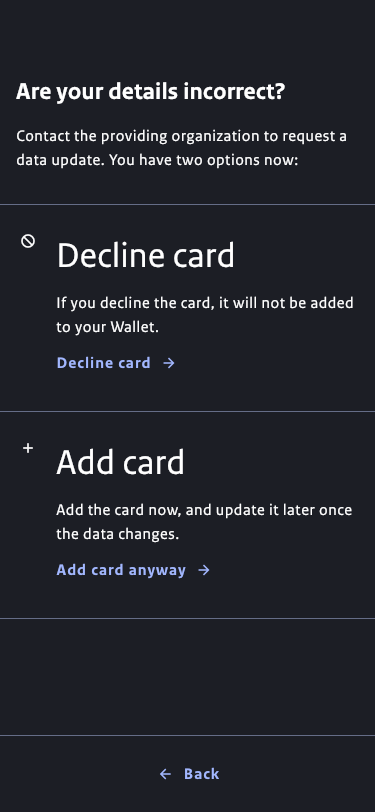 Are your details incorrect?
Contact the providing organization to request a
data update. You have two options now:
Decline card
If you decline the card, it will not be added
to your Wallet.
Decline card →
Add card
Add the card now, and update it later once
the data changes.
Add card anyway →
← Back